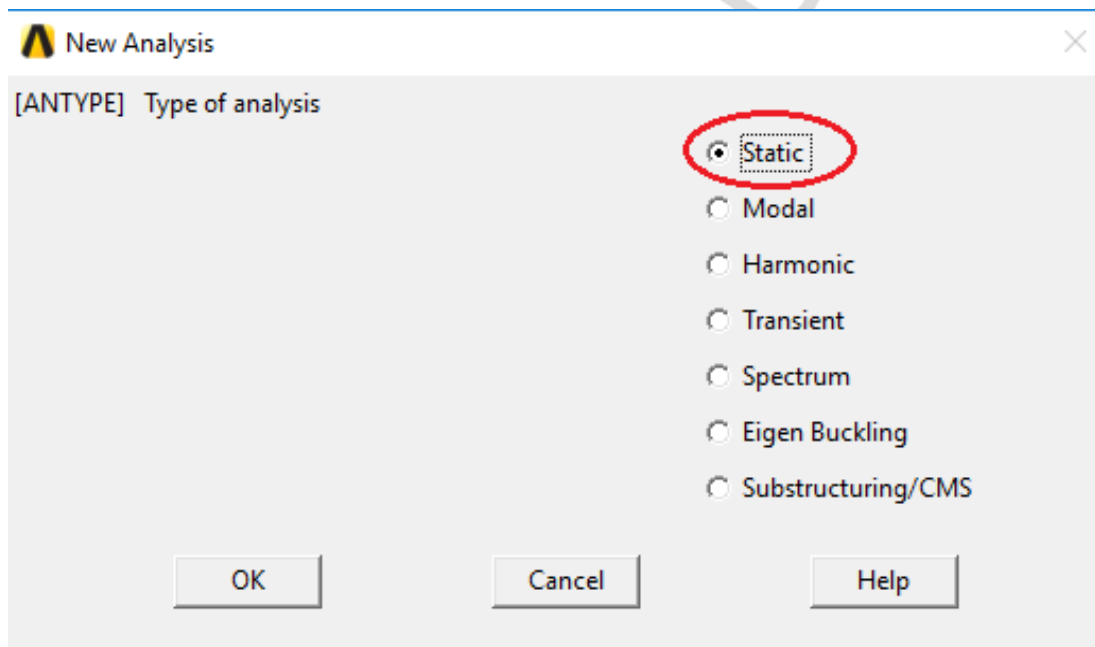 New Analysis
[ANTYPE] Type of analysis
Static
Modal
Harmonic
Transient
Spectrum
Eigen Buckling
Substructuring/CMS
OK Cancel Help